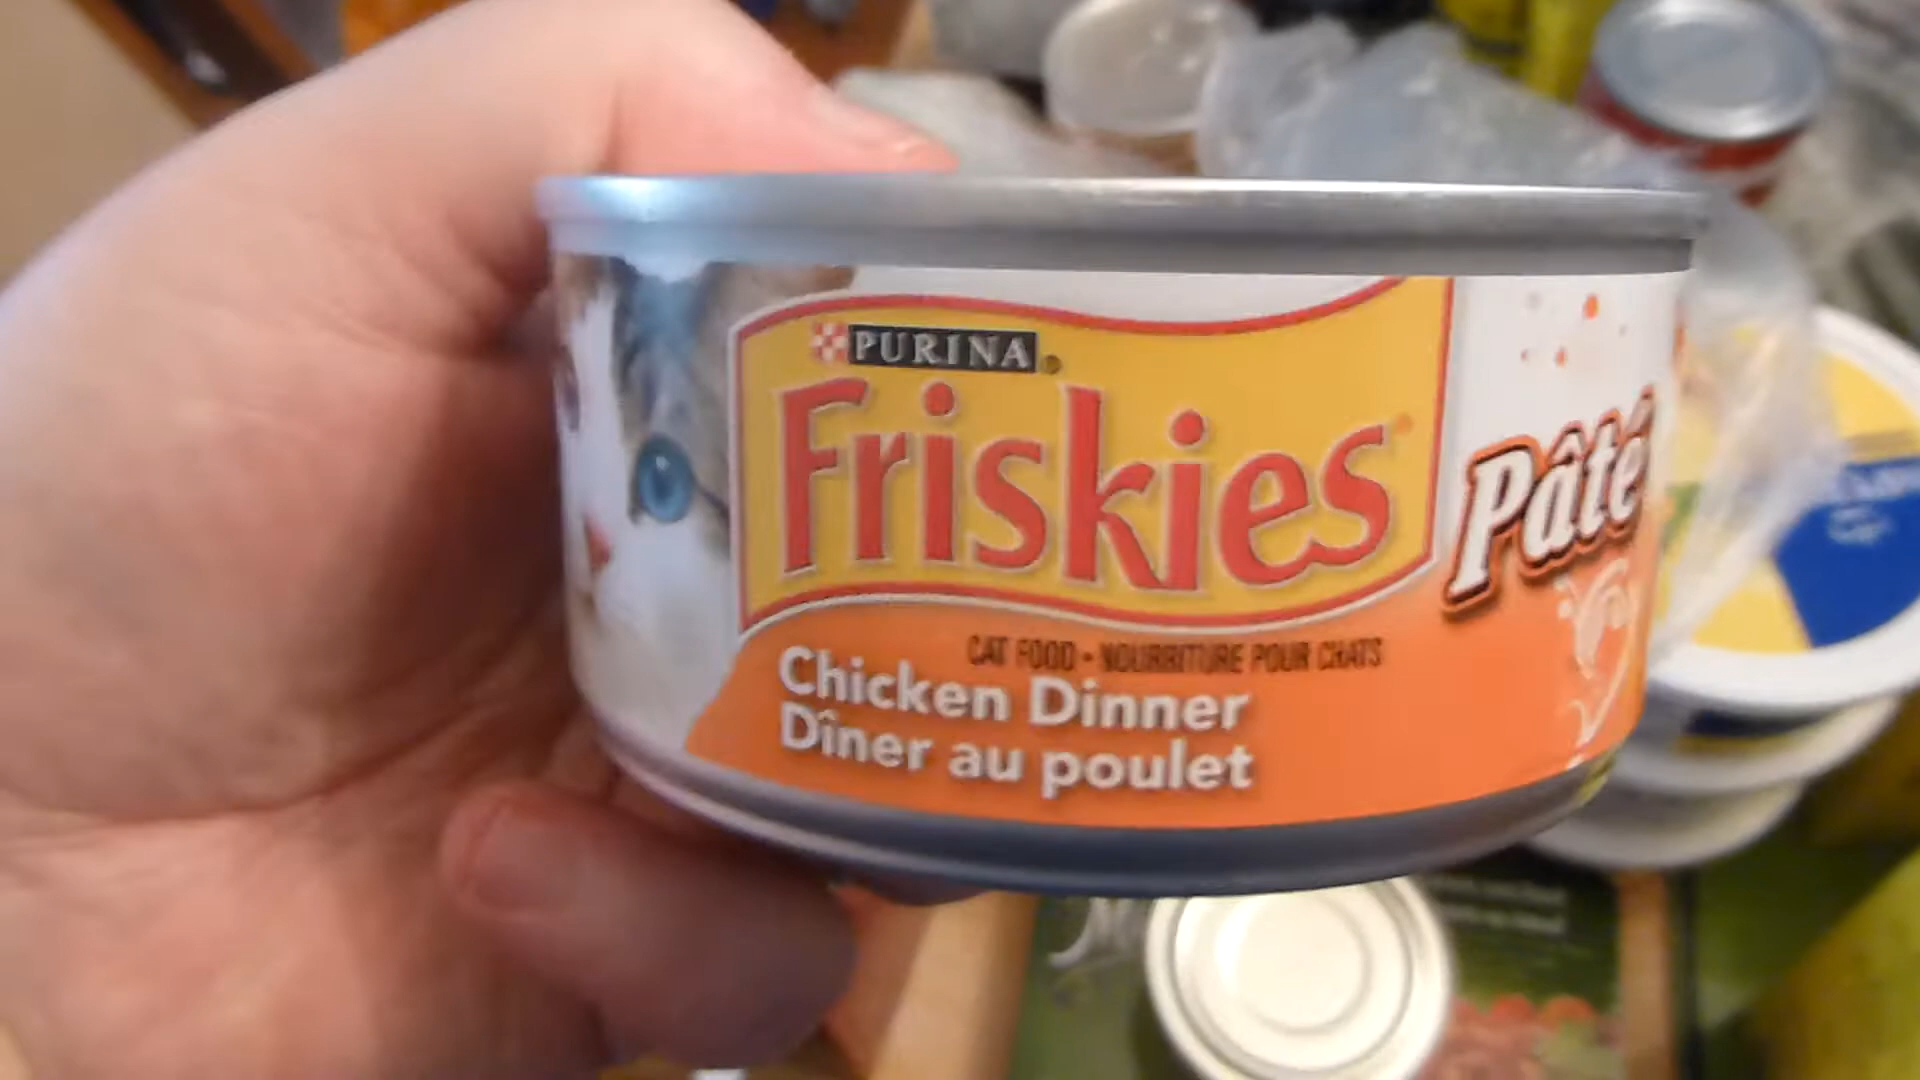 PURINA
Friskies
Pâté
CAT FOOD • NOURRITURE POUR CHATS
Chicken Dinner
Dîner au poulet